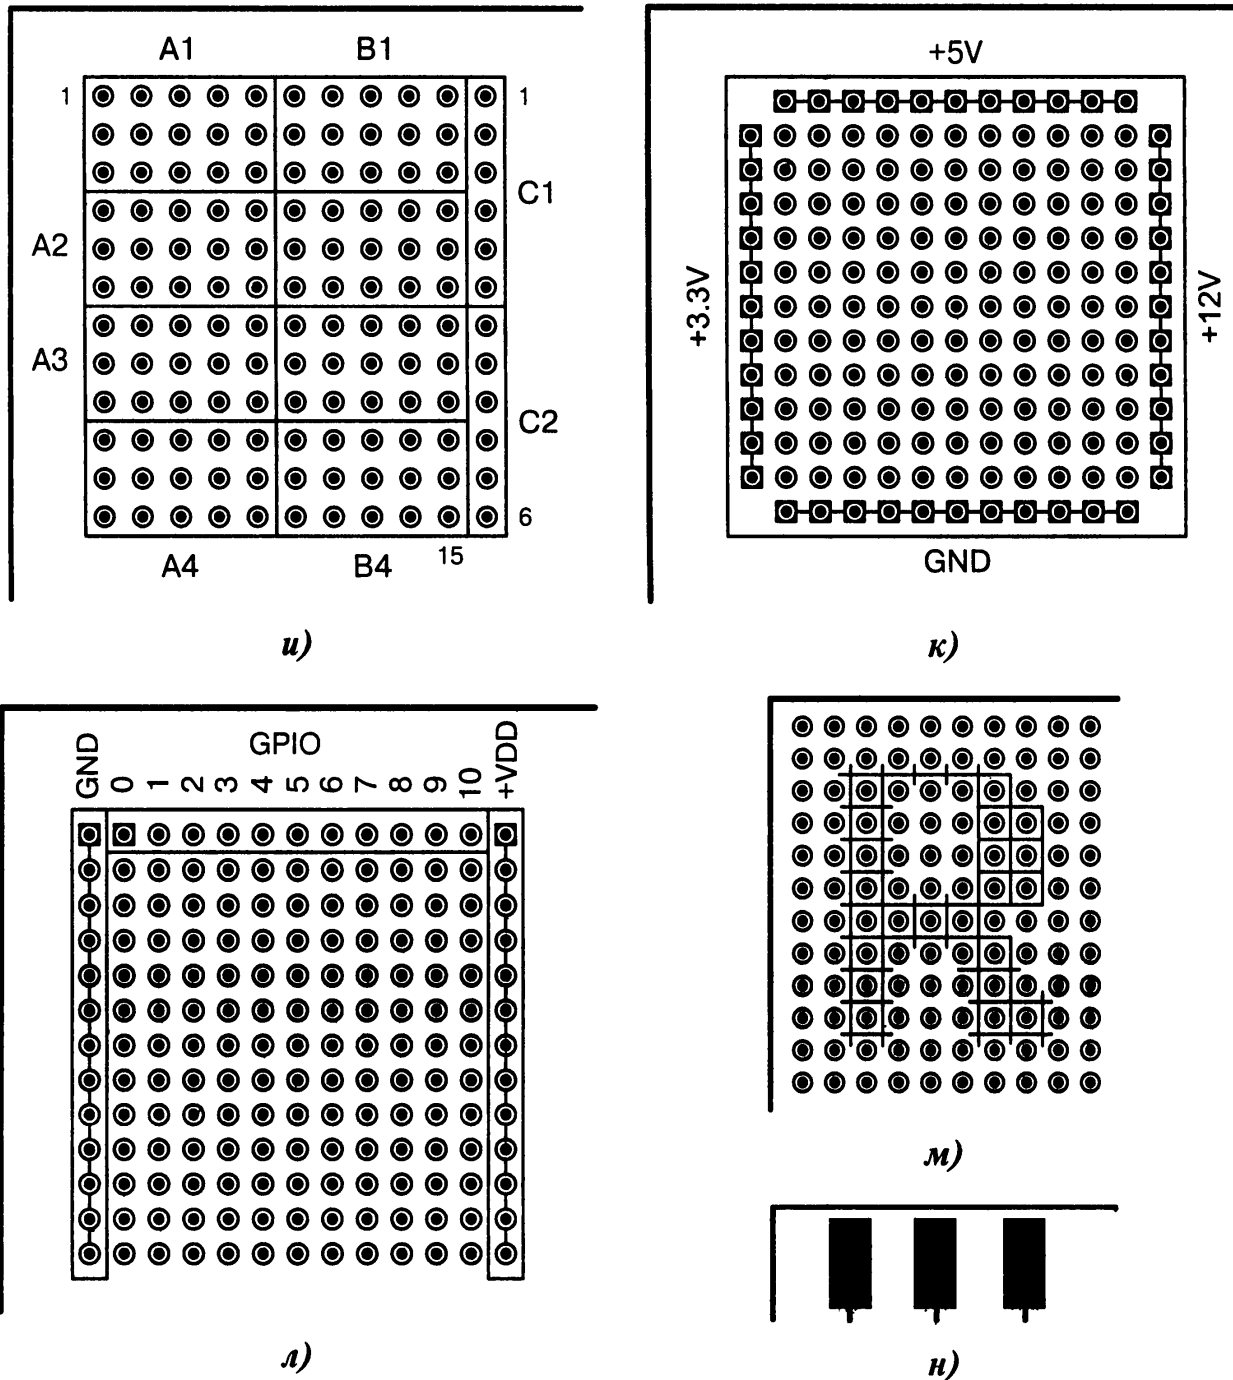 A1 B1
1 1
C1
A2
A3
C2
6
15
A4 B4
и)
+5V
+3.3V
+12V
GND
к)
GND
GPIO
0 1 2 3 4 5 6 7 8 9 10
+VDD
л)
м)
н)